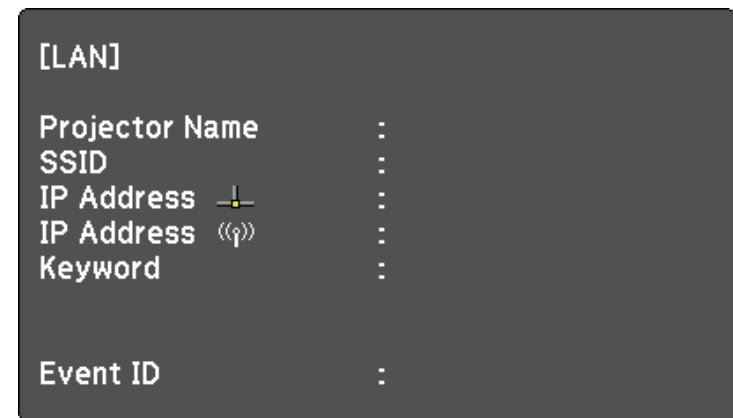 [LAN]
Projector Name :
SSID :
IP Address :
IP Address :
Keyword :
Event ID :